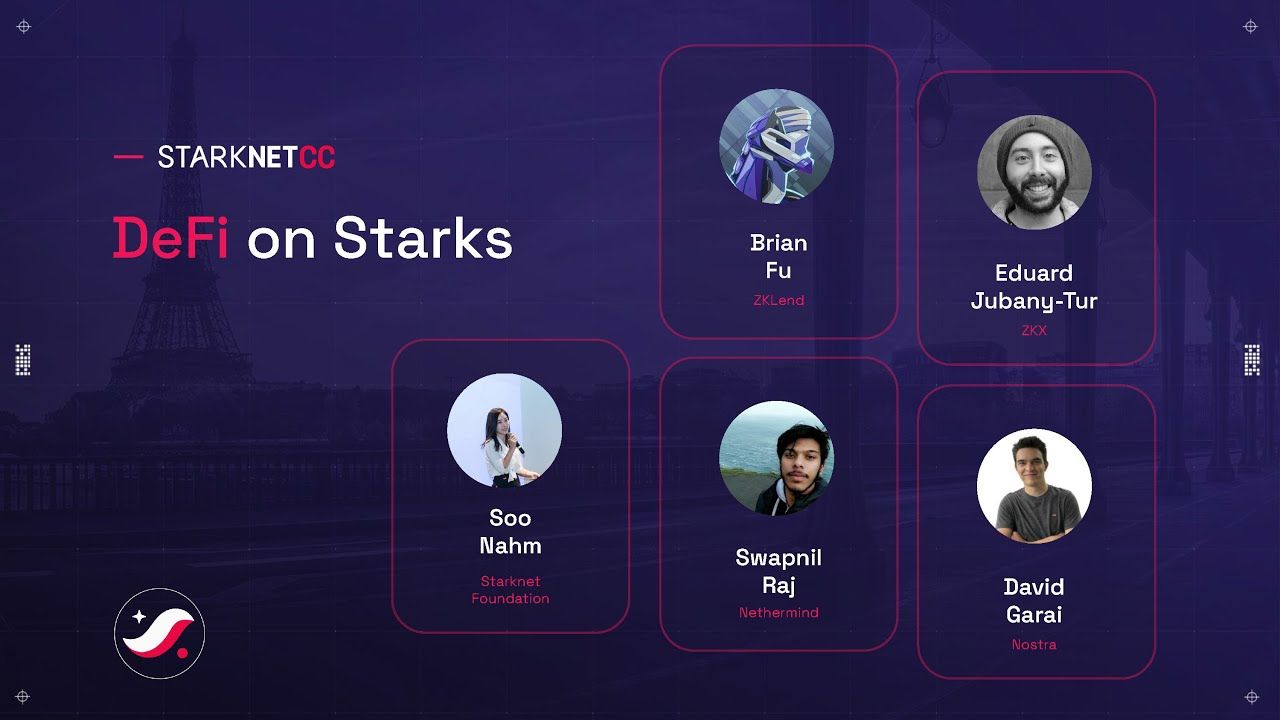 STARKNETCC
DeFi on Starks
Brian
Fu
ZKLend
Eduard
Jubany-Tur
ZKX
Soo
Nahm
Starknet
Foundation
Swapnil
Raj
Nethermind
David
Garai
Nostra